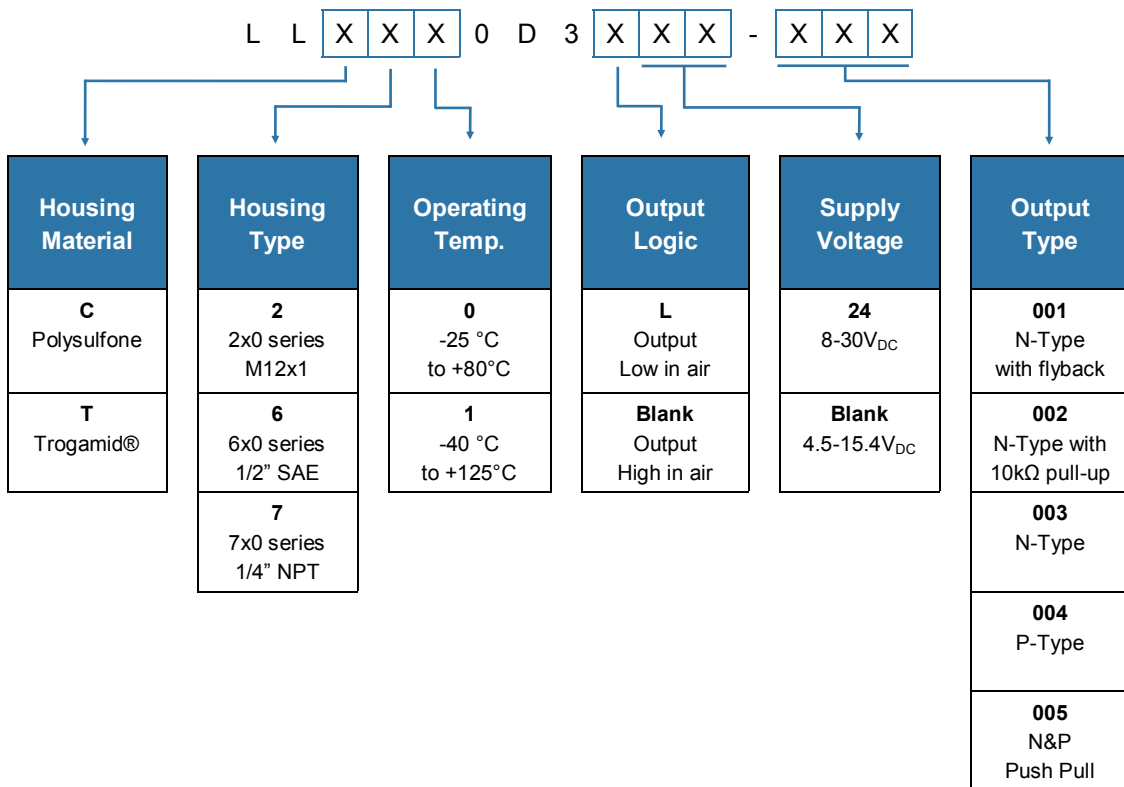 L L X X X 0 D 3 X X X - X X X
Housing
Material
C
Polysulfone
T
Trogamid®
Housing
Type
2
2x0 series
M12x1
6
6x0 series
1/2” SAE
7
7x0 series
1/4” NPT
Operating
Temp.
0
-25 °C
to +80°C
1
-40 °C
to +125°C
Output
Logic
L
Output
Low in air
Blank
Output
High in air
Supply
Voltage
24
8-30VDC
Blank
4.5-15.4VDC
Output
Type
001
N-Type
with flyback
002
N-Type with
10kΩ pull-up
003
N-Type
004
P-Type
005
N&P
Push Pull